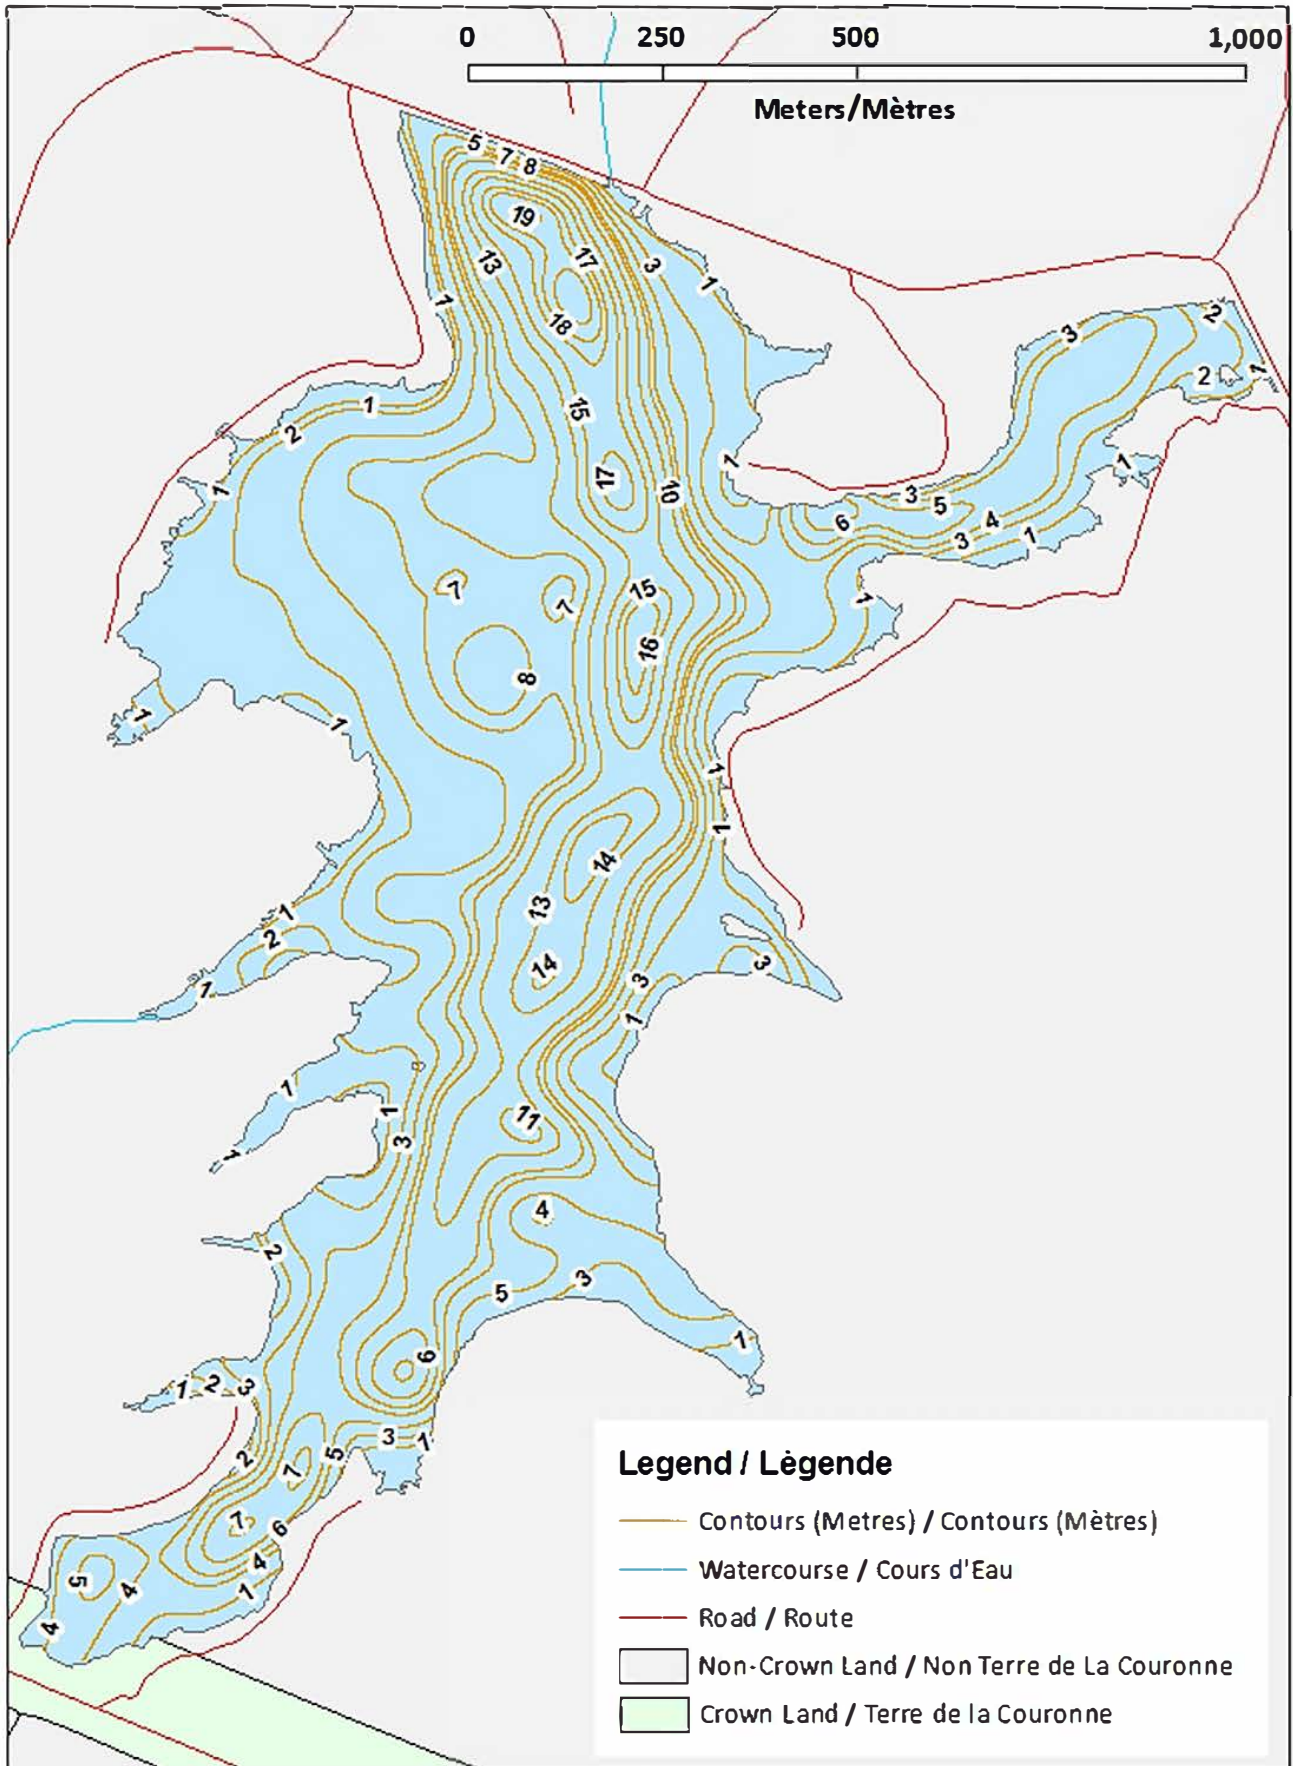 0 250 500 1,000
Meters/Mètres
5 7 8
19
13 17 3 1
1 18
3 2
2 1
1
2 15
1 17 10 1 1
3 5 4
6 3 1
7 7 15 1
16
8
1 1
1
1
14
1 13
2 14 3 3
1 1
1 1 11
3
1
4
2
5 3
1
6
1 2 3
3 1
2 7 5
7 6
4
5 4 1
4
Legend / Lègende
Contours (Metres) / Contours (Mètres)
Watercourse / Cours d'Eau
Road / Route
Non-Crown Land / Non Terre de La Couronne
Crown Land / Terre de la Couronne